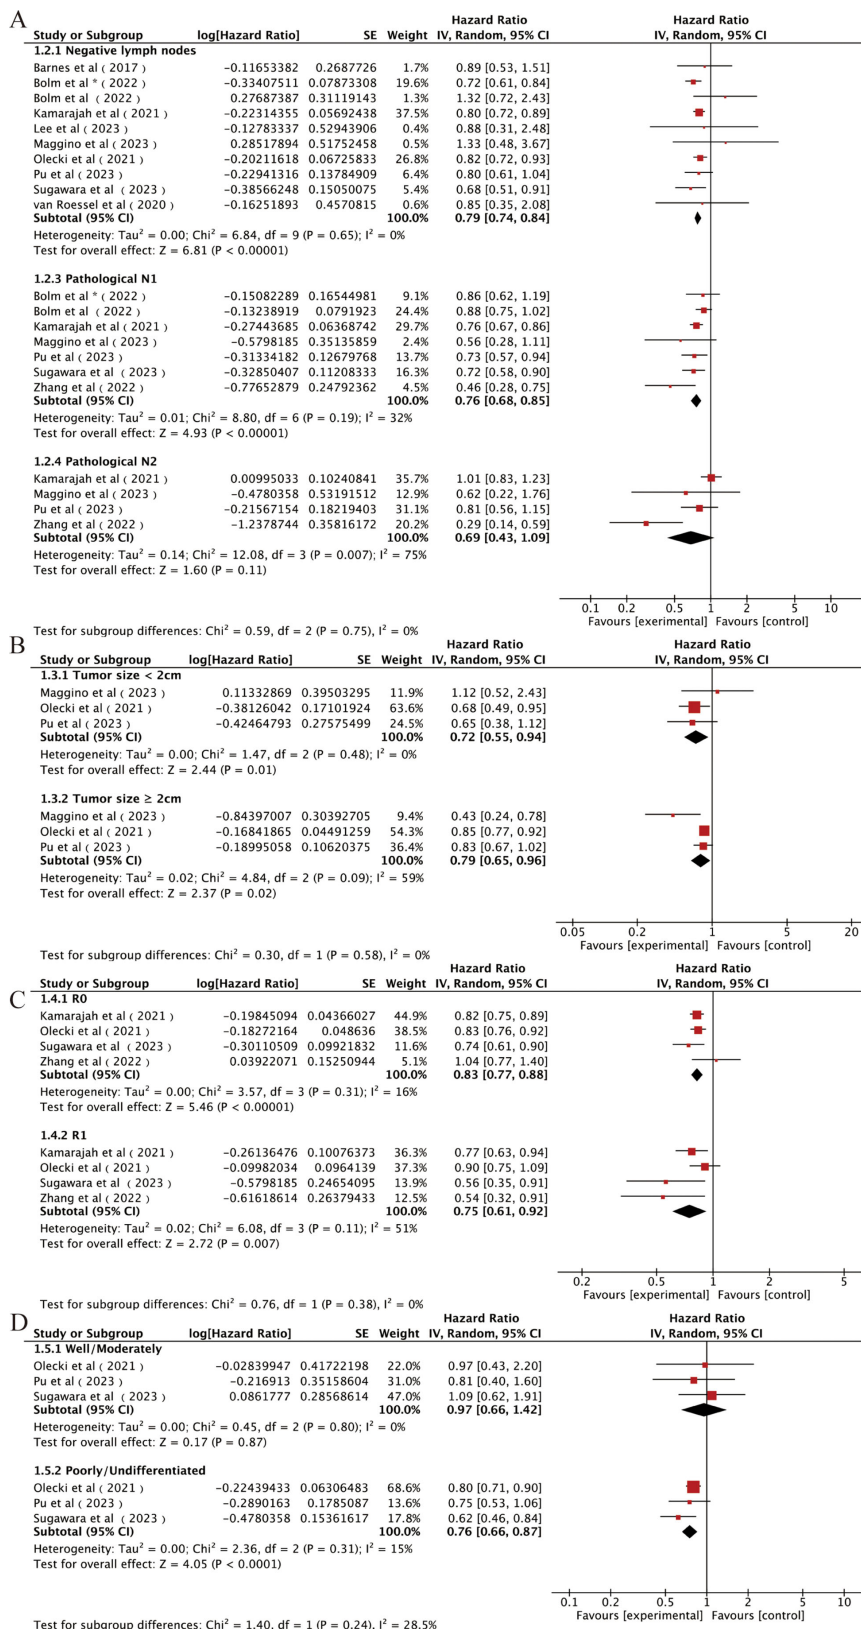 A
Hazard Ratio Hazard Ratio
Study or Subgroup log[Hazard Ratio] SE Weight IV, Random, 95% CI IV, Random, 95% CI
1.2.1 Negative lymph nodes
Barnes et al (2017) -0.11653382 0.2687726 1.7% 0.89 [0.53, 1.51]
Bolm et al * (2022) -0.33407511 0.07873308 19.6% 0.72 [0.61, 0.84]
Bolm et al (2022) 0.27687387 0.31119143 1.3% 1.32 [0.72, 2.43]
Kamarajah et al (2021) -0.22314355 0.05692438 37.5% 0.80 [0.72, 0.89]
Lee et al (2023) -0.12783337 0.52943906 0.4% 0.88 [0.31, 2.48]
Maggino et al (2023) 0.28517894 0.51752458 0.5% 1.33 [0.48, 3.67]
Olecki et al (2021) -0.20211618 0.06725833 26.8% 0.82 [0.72, 0.93]
Pu et al (2023) -0.22941316 0.13784909 6.4% 0.80 [0.61, 1.04]
Sugawara et al (2023) -0.38566248 0.15050075 5.4% 0.68 [0.51, 0.91]
van Roessel et al (2020) -0.16251893 0.4570815 0.6% 0.85 [0.35, 2.08]
Subtotal (95% CI) 100.0% 0.79 [0.74, 0.84]
Heterogeneity: Tau² = 0.00; Chi² = 6.84, df = 9 (P = 0.65); I² = 0%
Test for overall effect: Z = 6.81 (P < 0.00001)
1.2.3 Pathological N1
Bolm et al * (2022) -0.15082289 0.16544981 9.1% 0.86 [0.62, 1.19]
Bolm et al (2022) -0.13238919 0.0791923 24.4% 0.88 [0.75, 1.02]
Kamarajah et al (2021) -0.27443685 0.06368742 29.7% 0.76 [0.67, 0.86]
Maggino et al (2023) -0.5798185 0.35135859 2.4% 0.56 [0.28, 1.11]
Pu et al (2023) -0.31334182 0.12679768 13.7% 0.73 [0.57, 0.94]
Sugawara et al (2023) -0.32850407 0.11208333 16.3% 0.72 [0.58, 0.90]
Zhang et al (2022) -0.77652879 0.24792362 4.5% 0.46 [0.28, 0.75]
Subtotal (95% CI) 100.0% 0.76 [0.68, 0.85]
Heterogeneity: Tau² = 0.01; Chi² = 8.80, df = 6 (P = 0.19); I² = 32%
Test for overall effect: Z = 4.93 (P < 0.00001)
1.2.4 Pathological N2
Kamarajah et al (2021) 0.00995033 0.10240841 35.7% 1.01 [0.83, 1.23]
Maggino et al (2023) -0.4780358 0.53191512 12.9% 0.62 [0.22, 1.76]
Pu et al (2023) -0.21567154 0.18219403 31.1% 0.81 [0.56, 1.15]
Zhang et al (2022) -1.2378744 0.35816172 20.2% 0.29 [0.14, 0.59]
Subtotal (95% CI) 100.0% 0.69 [0.43, 1.09]
Heterogeneity: Tau² = 0.14; Chi² = 12.08, df = 3 (P = 0.007); I² = 75%
Test for overall effect: Z = 1.60 (P = 0.11)
0.1 0.2 0.5 1 2 5 10
Favours [experimental] Favours [control]
Test for subgroup differences: Chi² = 0.59, df = 2 (P = 0.75), I² = 0%
B
Hazard Ratio Hazard Ratio
Study or Subgroup log[Hazard Ratio] SE Weight IV, Random, 95% CI IV, Random, 95% CI
1.3.1 Tumor size < 2cm
Maggino et al (2023) 0.11332869 0.39503295 11.9% 1.12 [0.52, 2.43]
Olecki et al (2021) -0.38126042 0.17101924 63.6% 0.68 [0.49, 0.95]
Pu et al (2023) -0.42464793 0.27575499 24.5% 0.65 [0.38, 1.12]
Subtotal (95% CI) 100.0% 0.72 [0.55, 0.94]
Heterogeneity: Tau² = 0.00; Chi² = 1.47, df = 2 (P = 0.48); I² = 0%
Test for overall effect: Z = 2.44 (P = 0.01)
1.3.2 Tumor size ≥ 2cm
Maggino et al (2023) -0.84397007 0.30392705 9.4% 0.43 [0.24, 0.78]
Olecki et al (2021) -0.16841865 0.04491259 54.3% 0.85 [0.77, 0.92]
Pu et al (2023) -0.18995058 0.10620375 36.4% 0.83 [0.67, 1.02]
Subtotal (95% CI) 100.0% 0.79 [0.65, 0.96]
Heterogeneity: Tau² = 0.02; Chi² = 4.84, df = 2 (P = 0.09); I² = 59%
Test for overall effect: Z = 2.37 (P = 0.02)
0.05 0.2 1 5 20
Favours [experimental] Favours [control]
Test for subgroup differences: Chi² = 0.30, df = 1 (P = 0.58), I² = 0%
C
Hazard Ratio Hazard Ratio
Study or Subgroup log[Hazard Ratio] SE Weight IV, Random, 95% CI IV, Random, 95% CI
1.4.1 R0
Kamarajah et al (2021) -0.19845094 0.04366027 44.9% 0.82 [0.75, 0.89]
Olecki et al (2021) -0.18272164 0.048636 38.5% 0.83 [0.76, 0.92]
Sugawara et al (2023) -0.30110509 0.09921832 11.6% 0.74 [0.61, 0.90]
Zhang et al (2022) 0.03922071 0.15250944 5.1% 1.04 [0.77, 1.40]
Subtotal (95% CI) 100.0% 0.83 [0.77, 0.88]
Heterogeneity: Tau² = 0.00; Chi² = 3.57, df = 3 (P = 0.31); I² = 16%
Test for overall effect: Z = 5.46 (P < 0.00001)
1.4.2 R1
Kamarajah et al (2021) -0.26136476 0.10076373 36.3% 0.77 [0.63, 0.94]
Olecki et al (2021) -0.09982034 0.0964139 37.3% 0.90 [0.75, 1.09]
Sugawara et al (2023) -0.5798185 0.24654095 13.9% 0.56 [0.35, 0.91]
Zhang et al (2022) -0.61618614 0.26379433 12.5% 0.54 [0.32, 0.91]
Subtotal (95% CI) 100.0% 0.75 [0.61, 0.92]
Heterogeneity: Tau² = 0.02; Chi² = 6.08, df = 3 (P = 0.11); I² = 51%
Test for overall effect: Z = 2.72 (P = 0.007)
0.2 0.5 1 2 5
Favours [experimental] Favours [control]
Test for subgroup differences: Chi² = 0.76, df = 1 (P = 0.38), I² = 0%
D
Hazard Ratio Hazard Ratio
Study or Subgroup log[Hazard Ratio] SE Weight IV, Random, 95% CI IV, Random, 95% CI
1.5.1 Well/Moderately
Olecki et al (2021) -0.02839947 0.41722198 22.0% 0.97 [0.43, 2.20]
Pu et al (2023) -0.216913 0.35158604 31.0% 0.81 [0.40, 1.60]
Sugawara et al (2023) 0.0861777 0.28568614 47.0% 1.09 [0.62, 1.91]
Subtotal (95% CI) 100.0% 0.97 [0.66, 1.42]
Heterogeneity: Tau² = 0.00; Chi² = 0.45, df = 2 (P = 0.80); I² = 0%
Test for overall effect: Z = 0.17 (P = 0.87)
1.5.2 Poorly/Undifferentiated
Olecki et al (2021) -0.22439433 0.06306483 68.6% 0.80 [0.71, 0.90]
Pu et al (2023) -0.2890163 0.1785087 13.6% 0.75 [0.53, 1.06]
Sugawara et al (2023) -0.4780358 0.15361617 17.8% 0.62 [0.46, 0.84]
Subtotal (95% CI) 100.0% 0.76 [0.66, 0.87]
Heterogeneity: Tau² = 0.00; Chi² = 2.36, df = 2 (P = 0.31); I² = 15%
Test for overall effect: Z = 4.05 (P < 0.0001)
0.1 0.2 0.5 1 2 5 10
Favours [experimental] Favours [control]
Test for subgroup differences: Chi² = 1.40, df = 1 (P = 0.24), I² = 28.5%